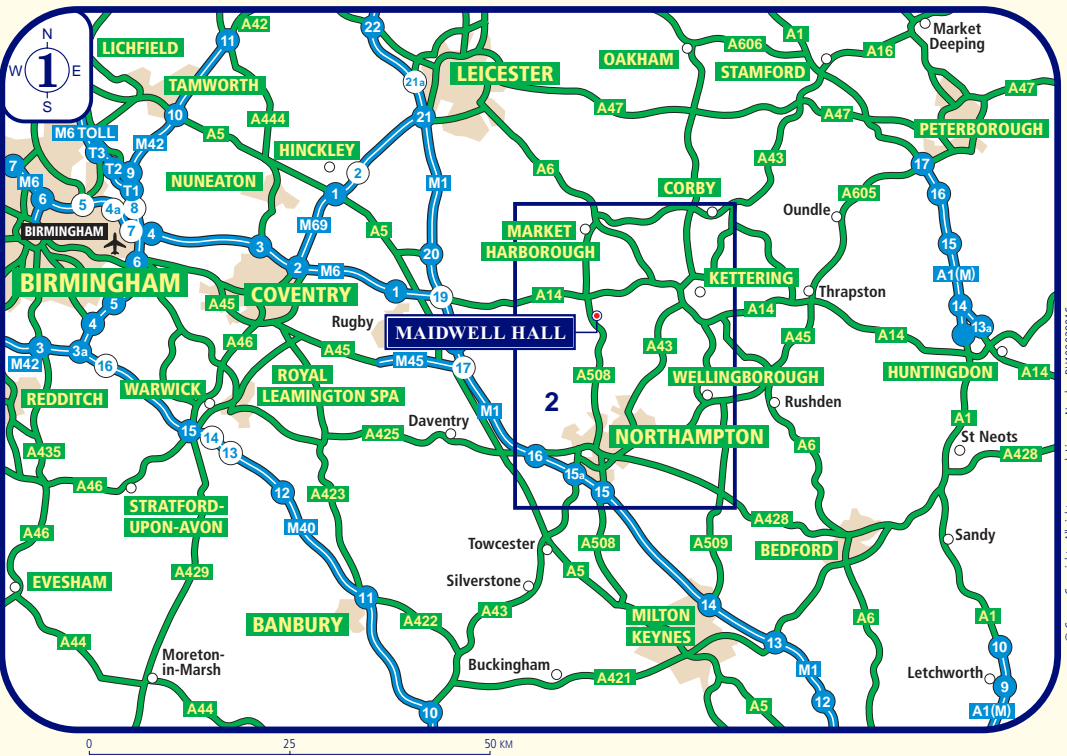 N
W 1 E
S
LICHFIELD
A42
22
11
TAMWORTH
21a
LEICESTER
OAKHAM
A606
A1
STAMFORD
A16
Market
Deeping
10
M6 TOLL
M42
A5
A444
21
A47
A47
A47
PETERBOROUGH
T3
T2
9
T1
HINCKLEY
2
NUNEATON
1
M1
A6
A43
17
7
M6
6
5
4a
8
7
M69
A5
CORBY
A605
16
Oundle
BIRMINGHAM
4
3
20
MARKET
HARBOROUGH
15
6
BIRMINGHAM
2
M6
1
19
A14
KETTERING
A1(M)
Thrapston
14
13a
5
A45
COVENTRY
Rugby
MAIDWELL HALL
A14
A45
A14
4
A46
A45
M45
A43
3
3a
16
M42
17
A508
WELLINGBOROUGH
HUNTINGDON
A14
REDDITCH
WARWICK
ROYAL
LEAMINGTON SPA
2
M1
Rushden
A1
Daventry
A425
NORTHAMPTON
15
14
13
A435
A6
St Neots
A428
16
15a
15
A46
12
A423
STRATFORD-
UPON-AVON
M40
A428
A46
Towcester
A508
A509
BEDFORD
Sandy
A429
A5
EVESHAM
Silverstone
11
BANBURY
A422
A43
MILTON
KEYNES
14
A6
A1
A44
13
10
Moreton-
in-Marsh
Buckingham
A421
M1
Letchworth
9
A44
10
A5
12
A1(M)
0 25 50 KM